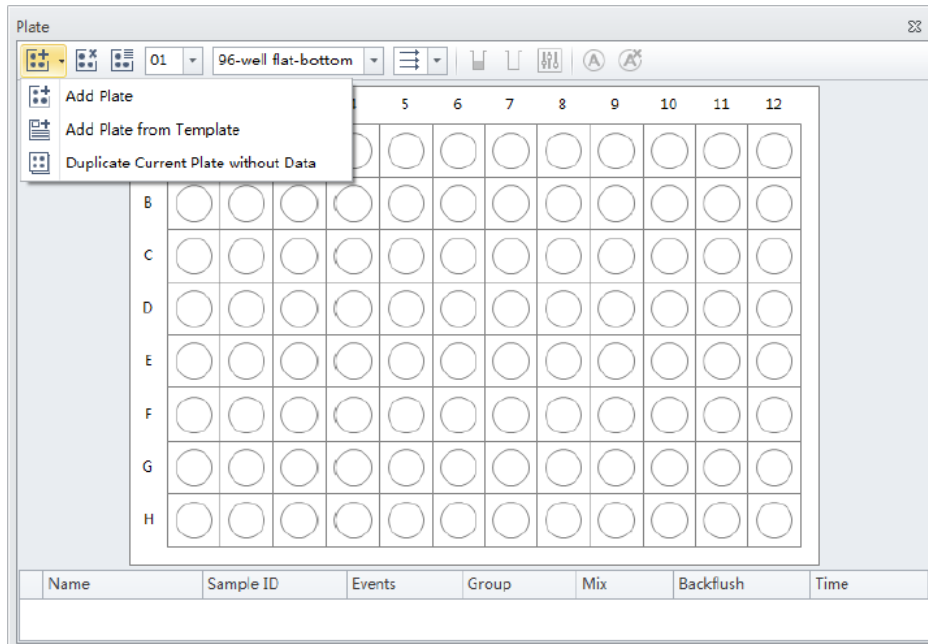 Plate
01 96-well flat-bottom
Add Plate
Add Plate from Template
Duplicate Current Plate without Data
5 6 7 8 9 10 11 12
B
C
D
E
F
G
H
Name Sample ID Events Group Mix Backflush Time